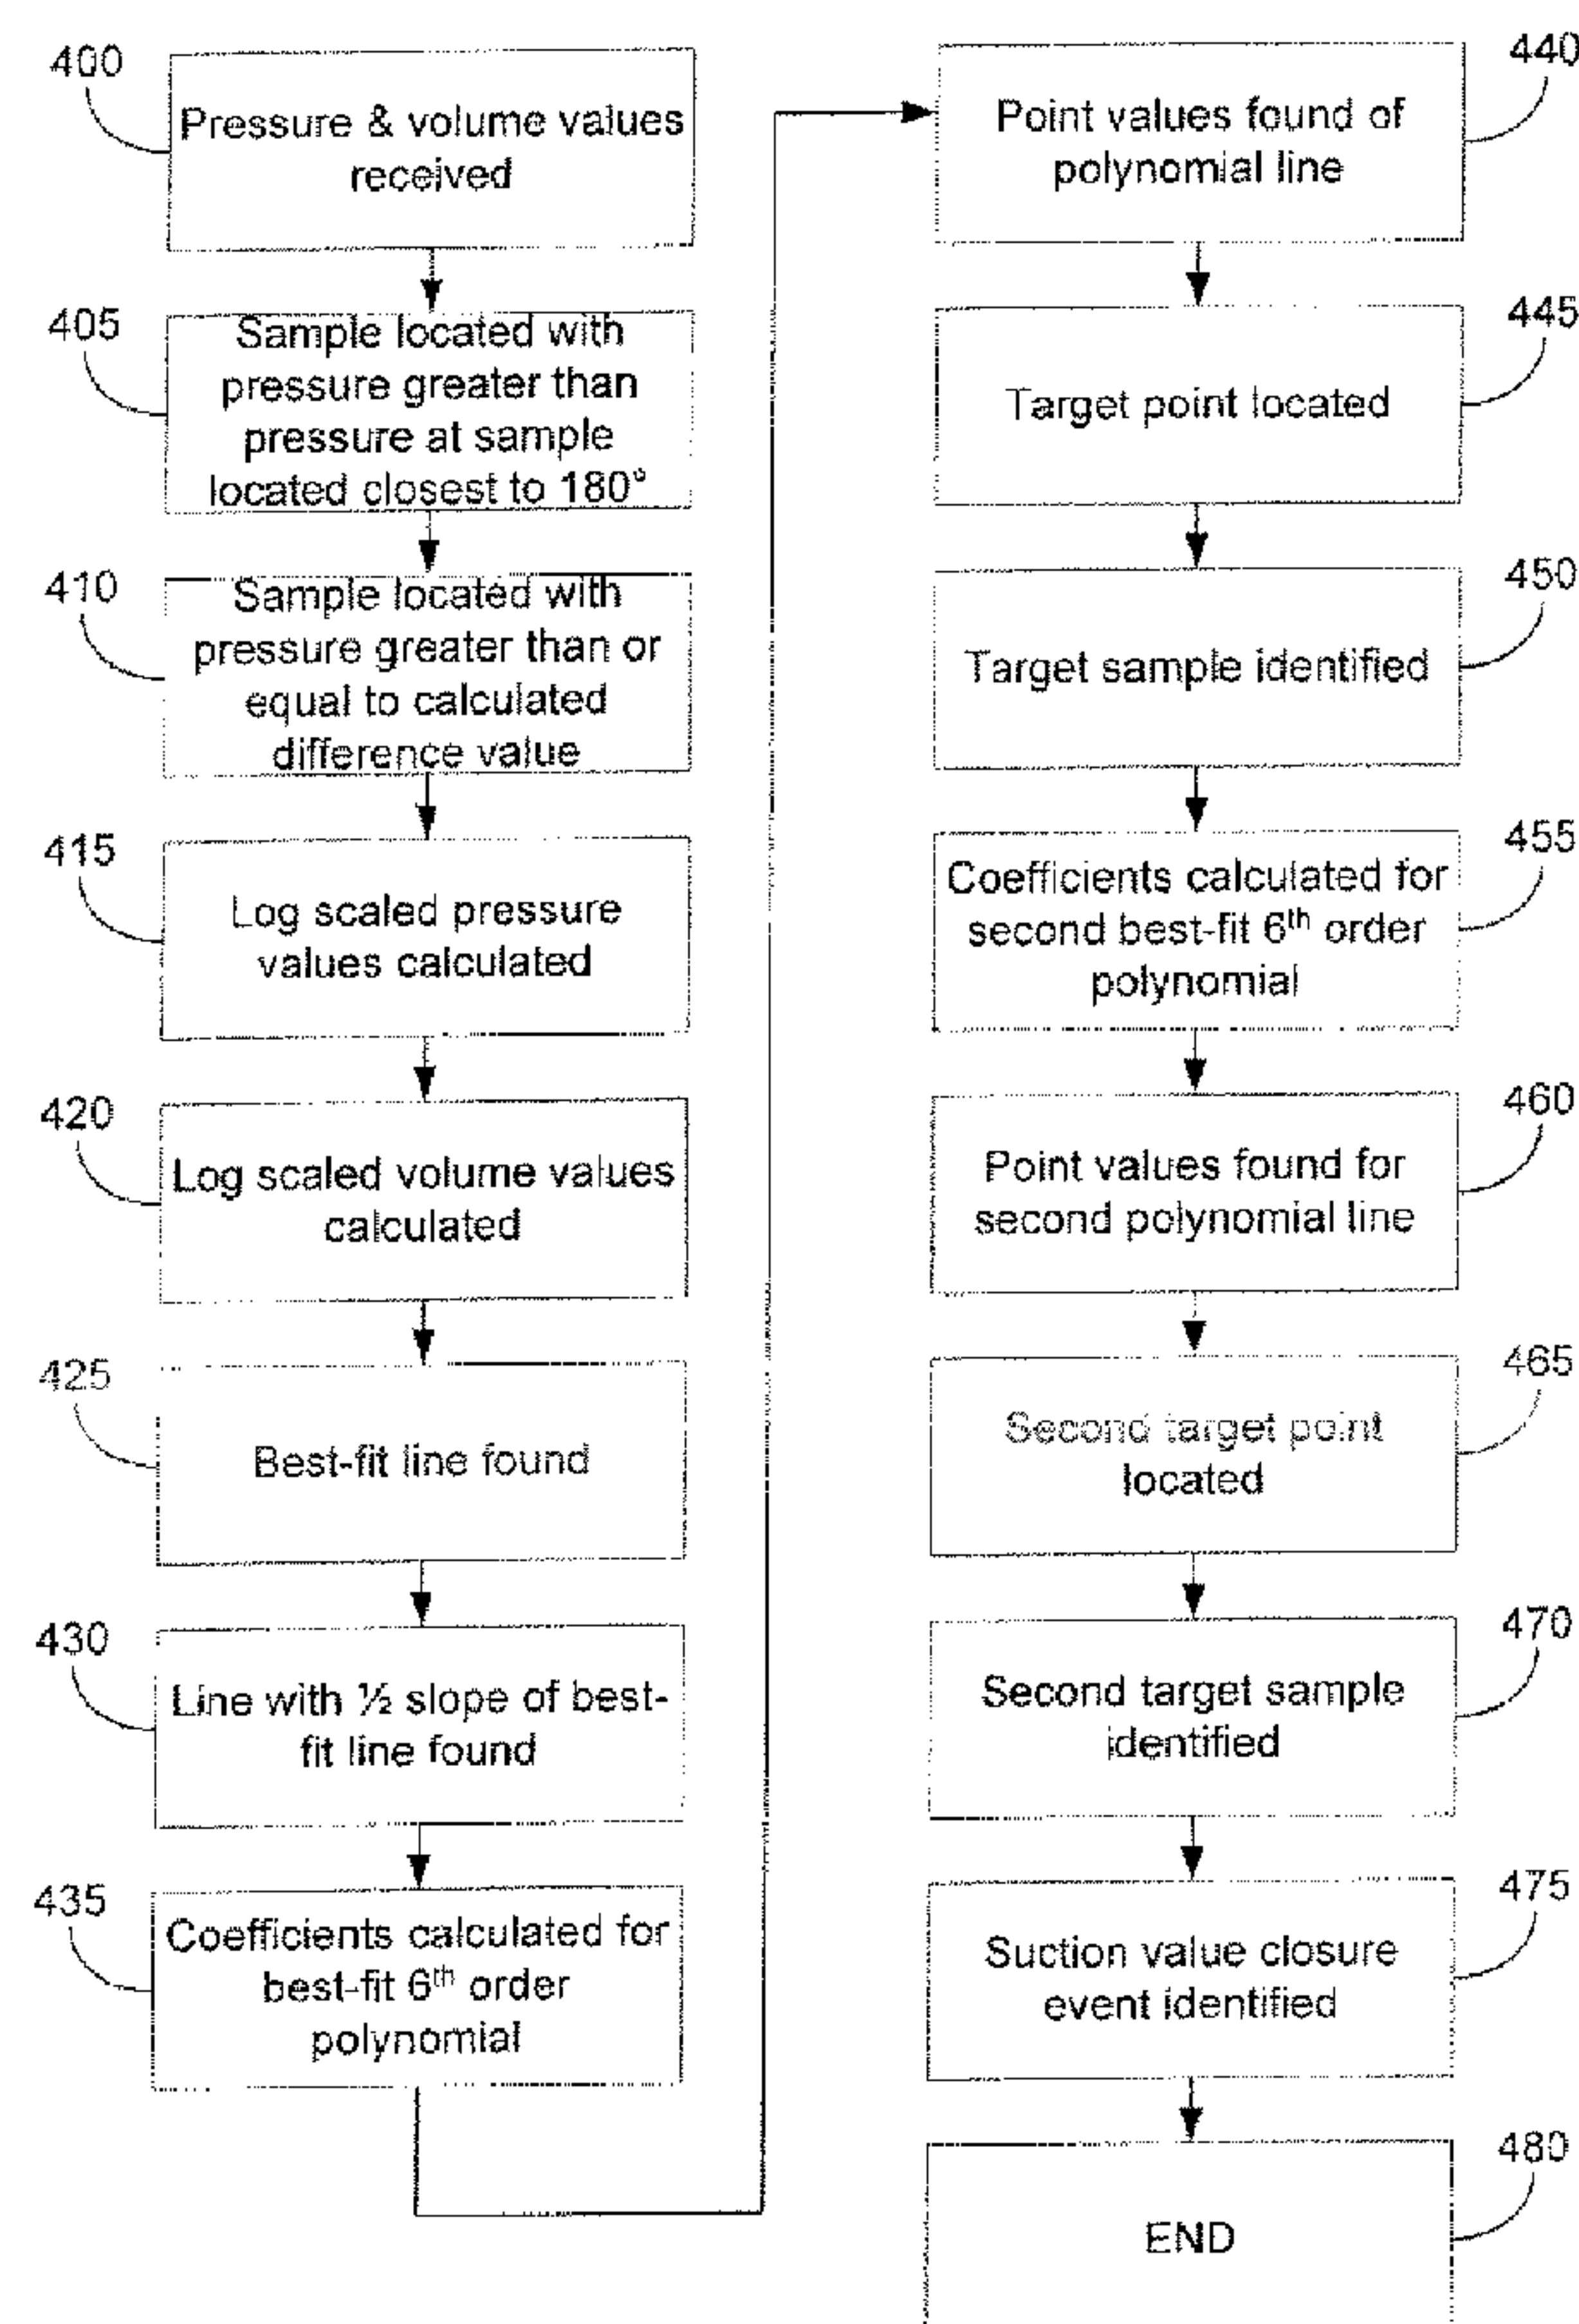 400
Pressure & volume values
received
405
Sample located with
pressure greater than
pressure at sample
located closest to 180°
410
Sample located with
pressure greater than or
equal to calculated
difference value
415
Log scaled pressure
values calculated
420
Log scaled volume values
calculated
425
Best-fit line found
430
Line with ½ slope of best-
fit line found
435
Coefficients calculated for
best-fit 6th order
polynomial
440
Point values found of
polynomial line
445
Target point located
450
Target sample identified
455
Coefficients calculated for
second best-fit 6th order
polynomial
460
Point values found for
second polynomial line
465
Second target point
located
470
Second target sample
identified
475
Suction value closure
event identified
480
END